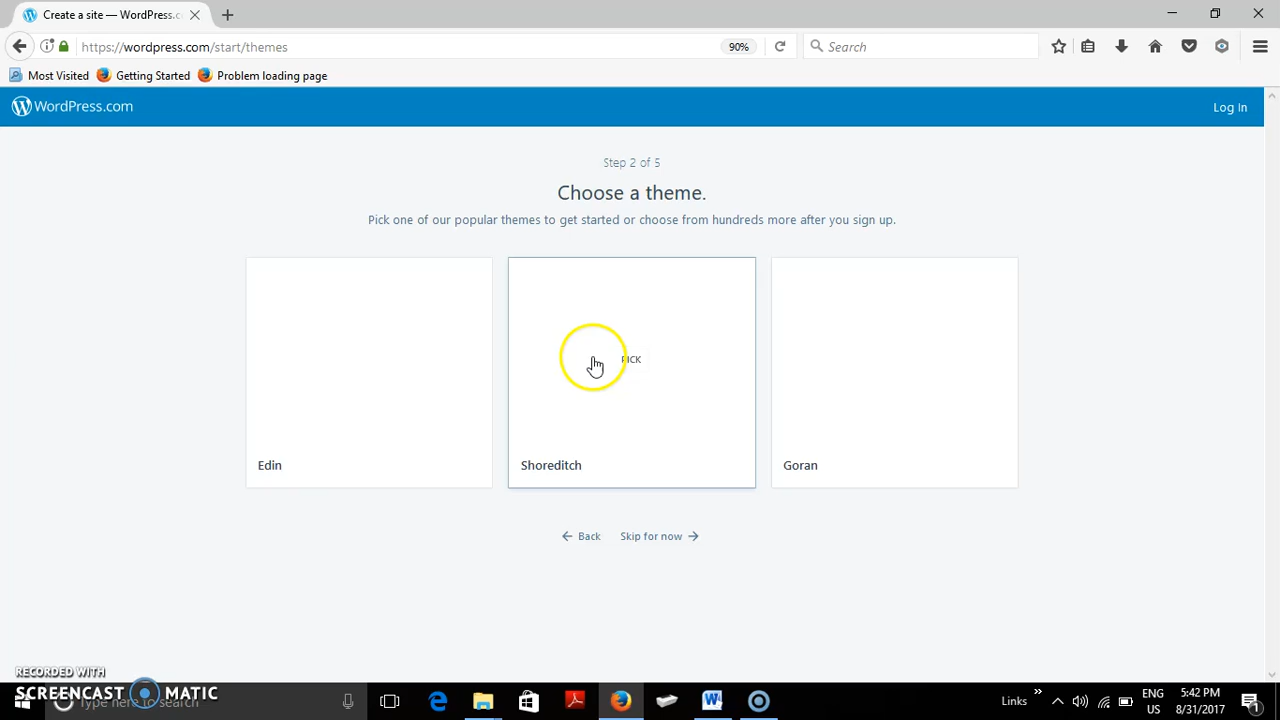 Create a site — WordPress.c
https://wordpress.com/start/themes
90%
Search
Most Visited
Getting Started
Problem loading page
WordPress.com
Log In
Step 2 of 5
Choose a theme.
Pick one of our popular themes to get started or choose from hundreds more after you sign up.
PICK
Edin
Shoreditch
Goran
← Back
Skip for now →
RECORDED WITH
SCREENCAST MATIC
Type here to search
Links
ENG
US
5:42 PM
8/31/2017
1